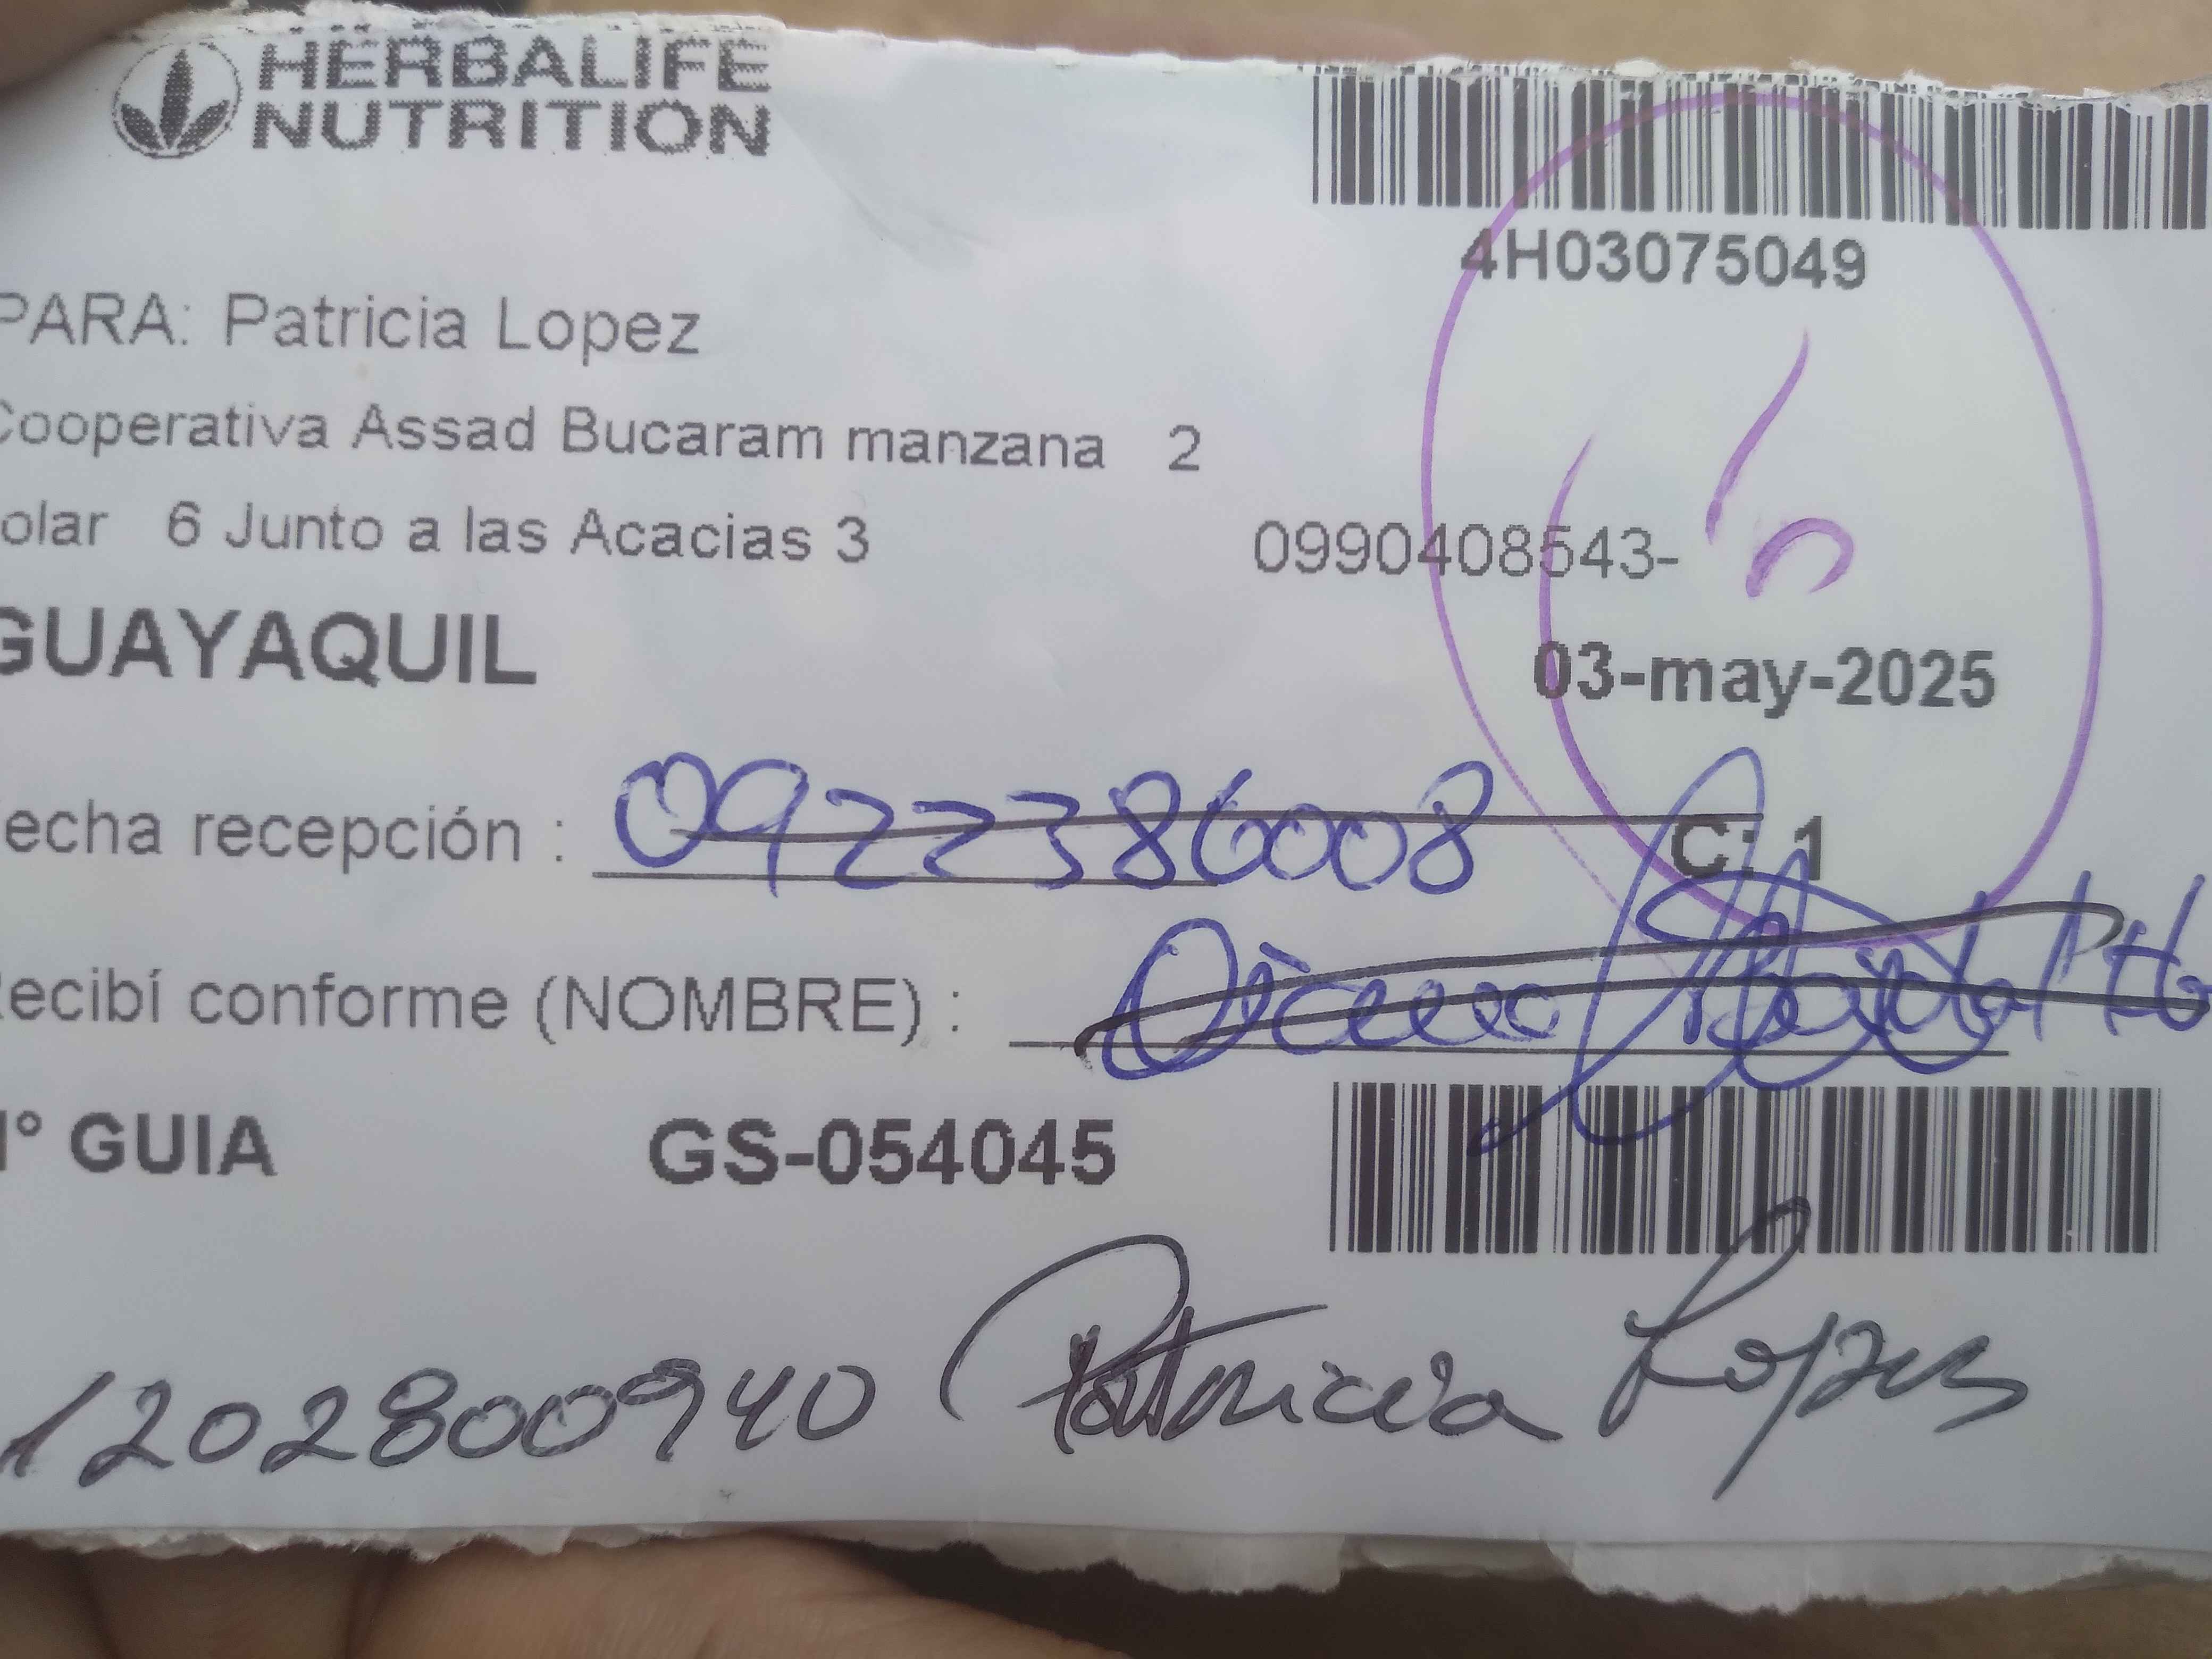 HERBALIFE
NUTRITION
4H03075049
PARA: Patricia Lopez
Cooperativa Assad Bucaram manzana 2
olar 6 Junto a las Acacias 3
0990408543-
GUAYAQUIL
03-may-2025
echa recepción : 0922386008
C: 1
ecibí conforme (NOMBRE) :
° GUIA GS-054045
1202800940 Patricia Lopez